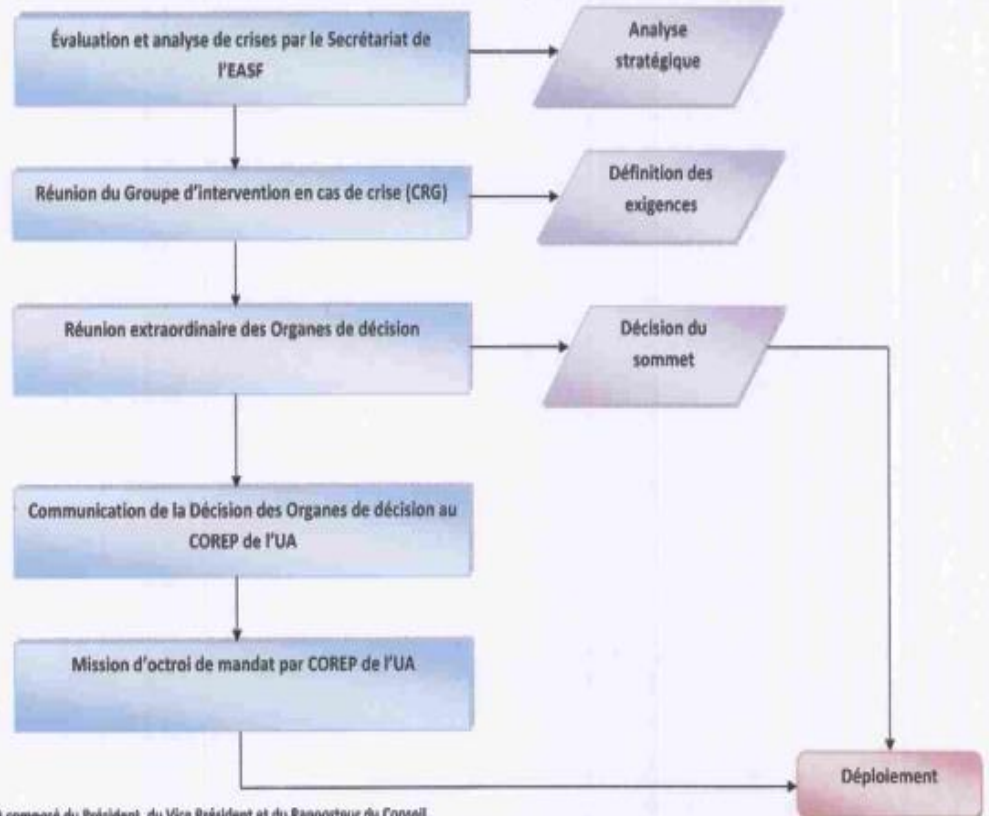 Évaluation et analyse de crises par le Secrétariat de
l'EASF
Analyse
stratégique
Réunion du Groupe d'intervention en cas de crise (CRG)
Définition des
exigences
Réunion extraordinaire des Organes de décision
Décision du
sommet
Communication de la Décision des Organes de décision au
COREP de l'UA
Mission d'octroi de mandat par COREP de l'UA
Déploiement
composé du Président, du Vice Président et du Rapporteur du Conseil